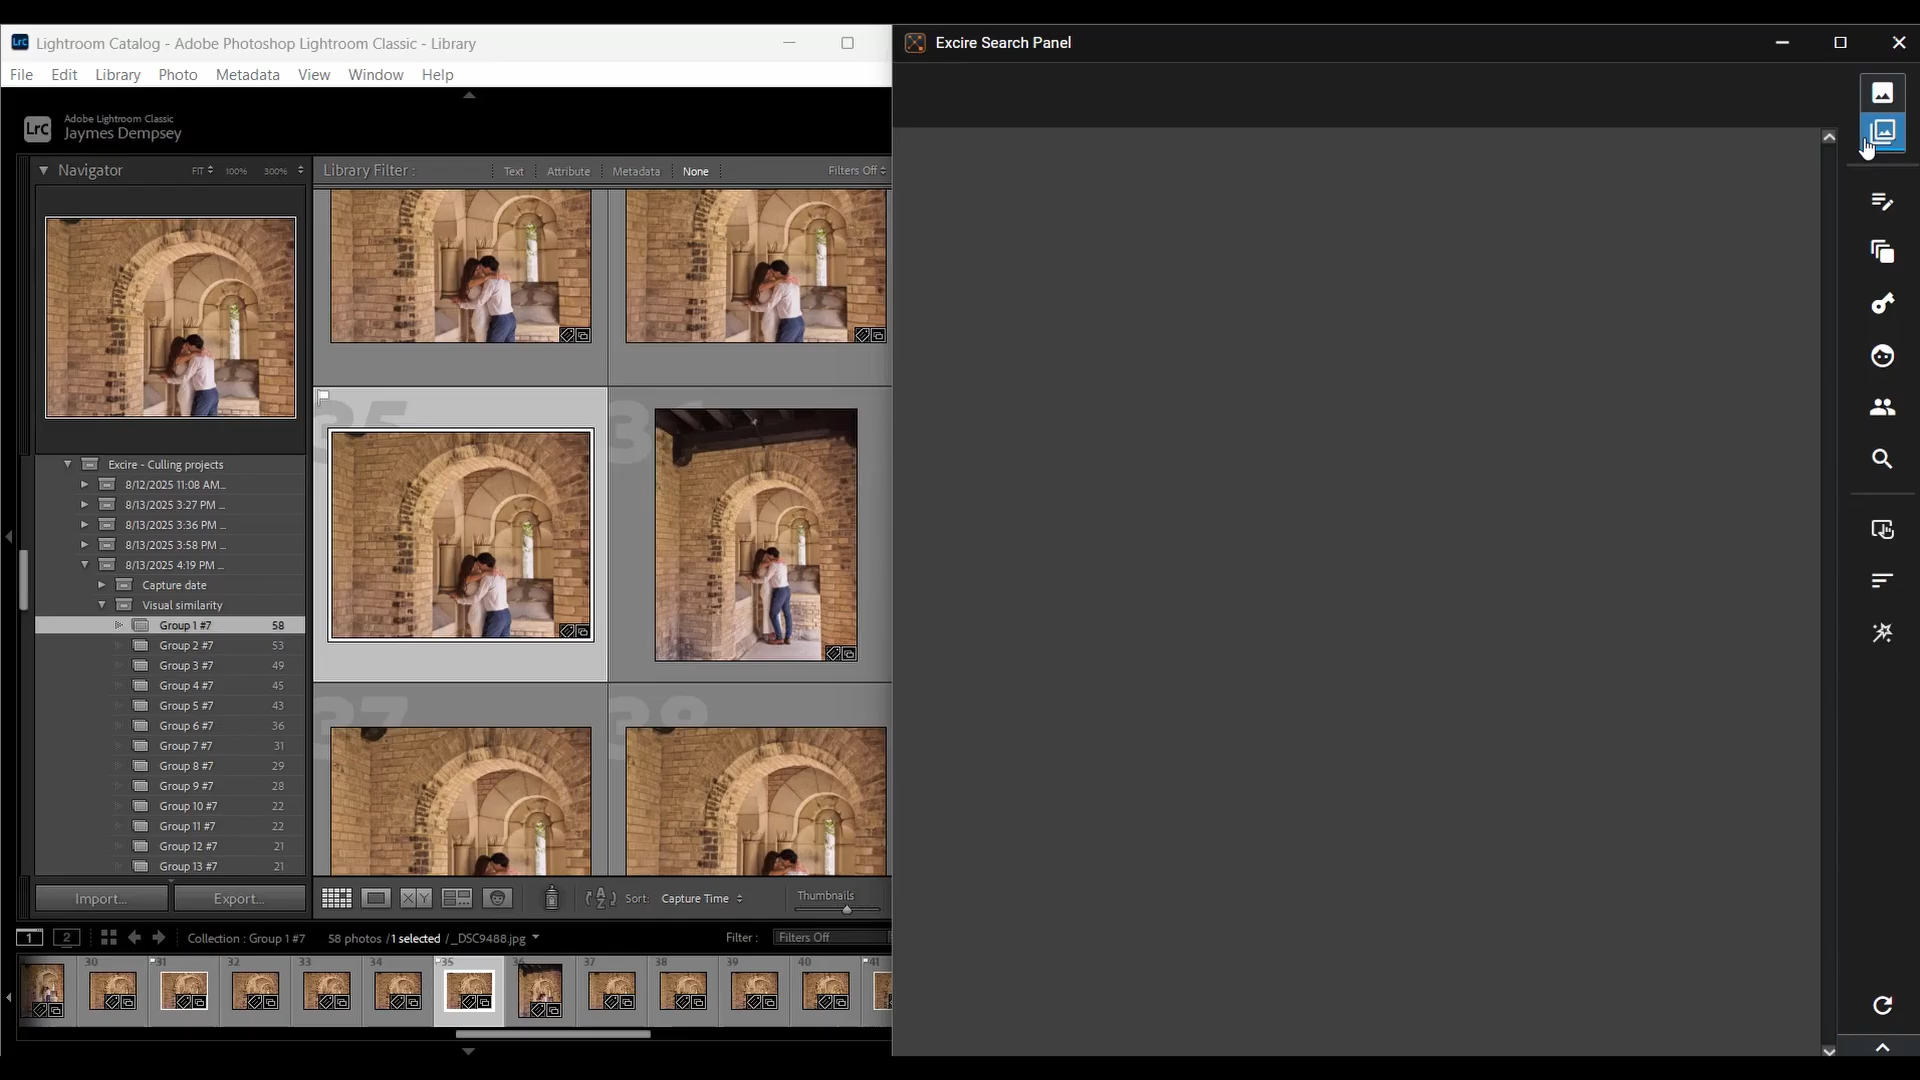 Lrc Lightroom Catalog - Adobe Photoshop Lightroom Classic - Library
File Edit Library Photo Metadata View Window Help
LrC Adobe Lightroom Classic
Jaymes Dempsey
Navigator FIT 100% 300%
Library Filter : Text Attribute Metadata None Filters Off
Excire - Culling projects
8/12/2025 11:08 AM...
8/13/2025 3:27 PM ...
8/13/2025 3:36 PM ...
8/13/2025 3:58 PM ...
8/13/2025 4:19 PM ...
Capture date
Visual similarity
Group 1 #7 58
Group 2 #7 53
Group 3 #7 49
Group 4 #7 45
Group 5 #7 43
Group 6 #7 36
Group 7 #7 31
Group 8 #7 29
Group 9 #7 28
Group 10 #7 22
Group 11 #7 22
Group 12 #7 21
Group 13 #7 21
35 36
37 38
Import... Export...
X Y A Z Sort: Capture Time Thumbnails
1 2 Collection : Group 1 #7 58 photos / 1 selected / _DSC9488.jpg Filter : Filters Off
30 31 32 33 34 35 36 37 38 39 40 41
Excire Search Panel